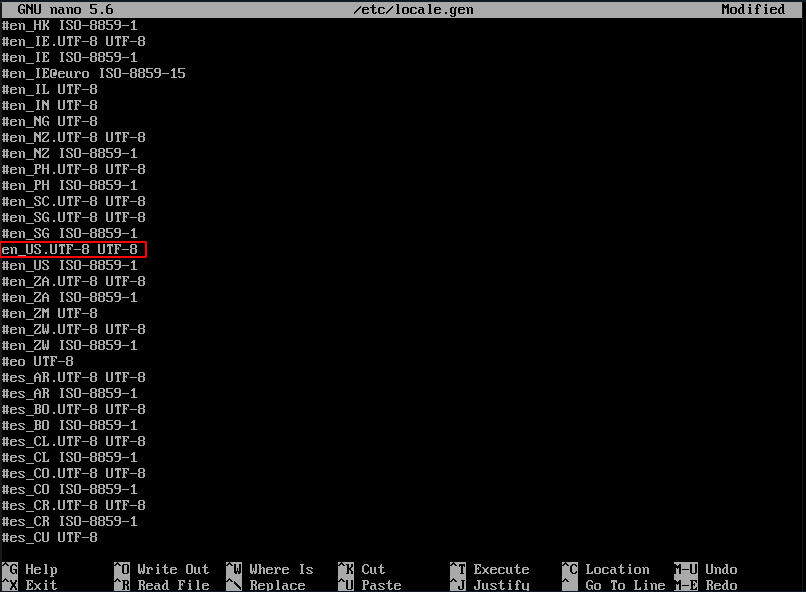 GNU nano 5.6 /etc/locale.gen Modified
#en_HK ISO-8859-1
#en_IE.UTF-8 UTF-8
#en_IE ISO-8859-1
#en_IE@euro ISO-8859-15
#en_IL UTF-8
#en_IN UTF-8
#en_NG UTF-8
#en_NZ.UTF-8 UTF-8
#en_NZ ISO-8859-1
#en_PH.UTF-8 UTF-8
#en_PH ISO-8859-1
#en_SC.UTF-8 UTF-8
#en_SG.UTF-8 UTF-8
#en_SG ISO-8859-1
en_US.UTF-8 UTF-8
#en_US ISO-8859-1
#en_ZA.UTF-8 UTF-8
#en_ZA ISO-8859-1
#en_ZM UTF-8
#en_ZW.UTF-8 UTF-8
#en_ZW ISO-8859-1
#eo UTF-8
#es_AR.UTF-8 UTF-8
#es_AR ISO-8859-1
#es_BO.UTF-8 UTF-8
#es_BO ISO-8859-1
#es_CL.UTF-8 UTF-8
#es_CL ISO-8859-1
#es_CO.UTF-8 UTF-8
#es_CO ISO-8859-1
#es_CR.UTF-8 UTF-8
#es_CR ISO-8859-1
#es_CU UTF-8
^G Help ^O Write Out ^W Where Is ^K Cut ^T Execute ^C Location M-U Undo
^X Exit ^R Read File ^\ Replace ^U Paste ^J Justify ^_ Go To Line M-E Redo